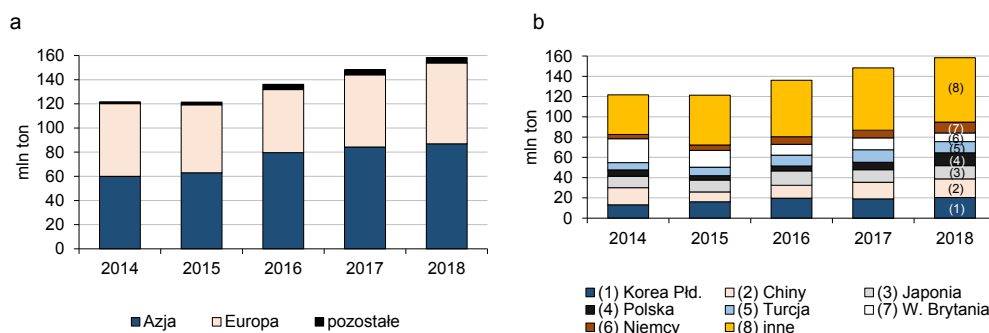 a
mln ton
160
140
120
100
80
60
40
20
0
2014 2015 2016 2017 2018
Azja Europa pozostałe
b
mln ton
160
140
120
100
80
60
40
20
0
(8)
(7)
(6)
(5)
(4)
(3)
(2)
(1)
2014 2015 2016 2017 2018
(1) Korea Płd. (2) Chiny (3) Japonia
(4) Polska (5) Turcja (7) W. Brytania
(6) Niemcy (8) inne